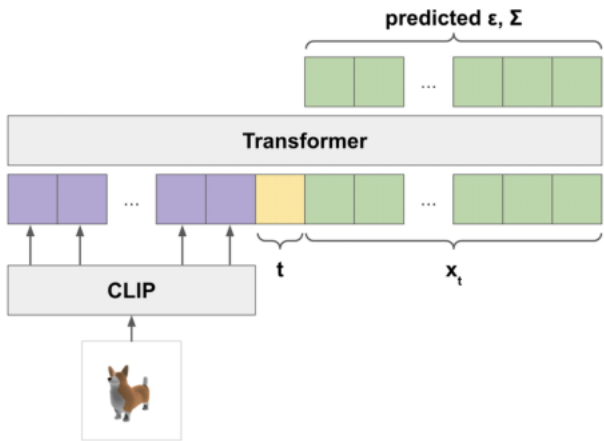 predicted ε, Σ
...
Transformer
... ...
t
x_t
CLIP